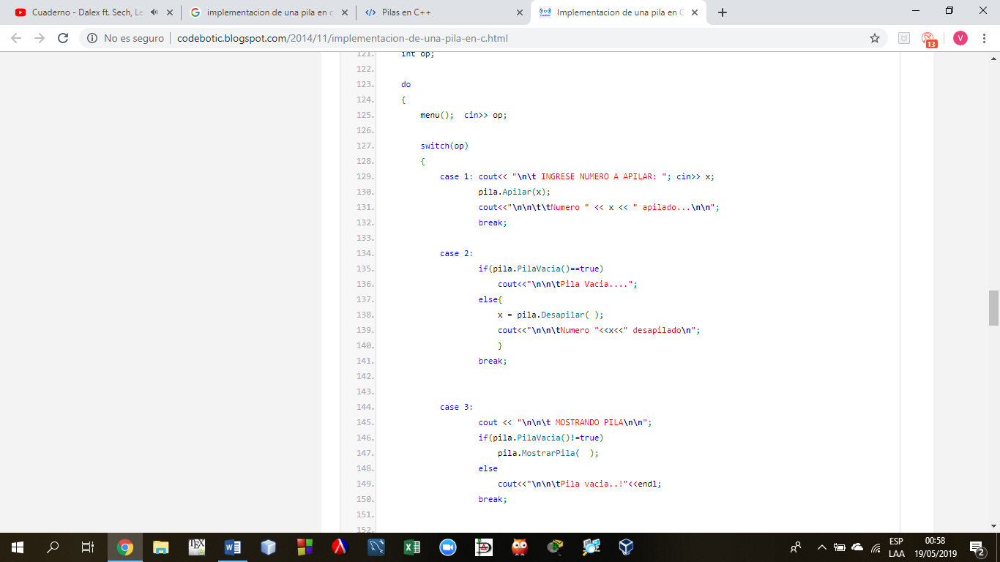 Cuaderno - Dalex ft. Sech, Le
implementacion de una pila en c
Pilas en C++
Implementacion de una pila en C
No es seguro
codebotic.blogspot.com/2014/11/implementacion-de-una-pila-en-c.html
13
V
121. int op;
122.
123. do
124. {
125. menu();  cin>> op;
126.
127. switch(op)
128. {
129. case 1: cout<< "\n\t INGRESE NUMERO A APILAR: "; cin>> x;
130. pila.Apilar(x);
131. cout<<"\n\n\t\tNumero " << x << " apilado...\n\n";
132. break;
133.
134. case 2:
135. if(pila.PilaVacia()==true)
136. cout<<"\n\n\tPila Vacia....";
137. else{
138. x = pila.Desapilar( );
139. cout<<"\n\n\tNumero "<<x<<" desapilado\n";
140. }
141. break;
142.
143.
144. case 3:
145. cout << "\n\n\t MOSTRANDO PILA\n\n";
146. if(pila.PilaVacia()!=true)
147. pila.MostrarPila(  );
148. else
149. cout<<"\n\n\tPila vacia..!"<<endl;
150. break;
151.
152.
ESP
LAA
00:58
19/05/2019
2